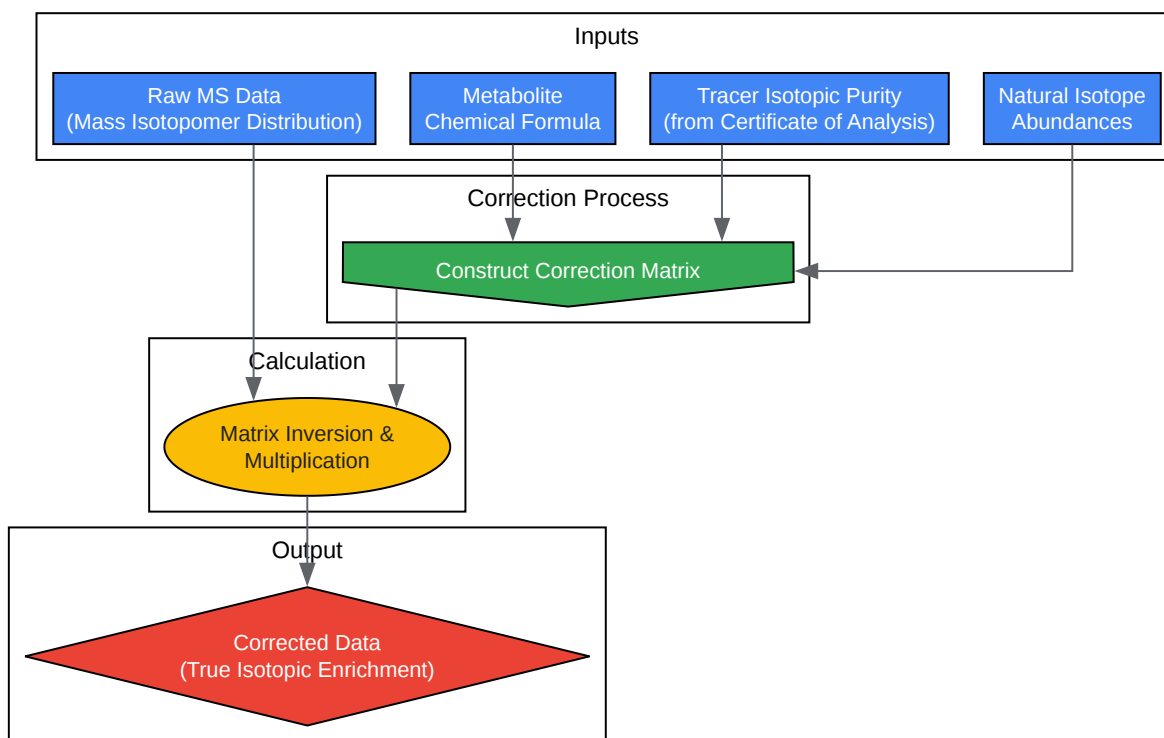 Inputs
Raw MS Data
(Mass Isotopomer Distribution)
Metabolite
Chemical Formula
Tracer Isotopic Purity
(from Certificate of Analysis)
Natural Isotope
Abundances
Correction Process
Construct Correction Matrix
Calculation
Matrix Inversion &
Multiplication
Output
Corrected Data
(True Isotopic Enrichment)